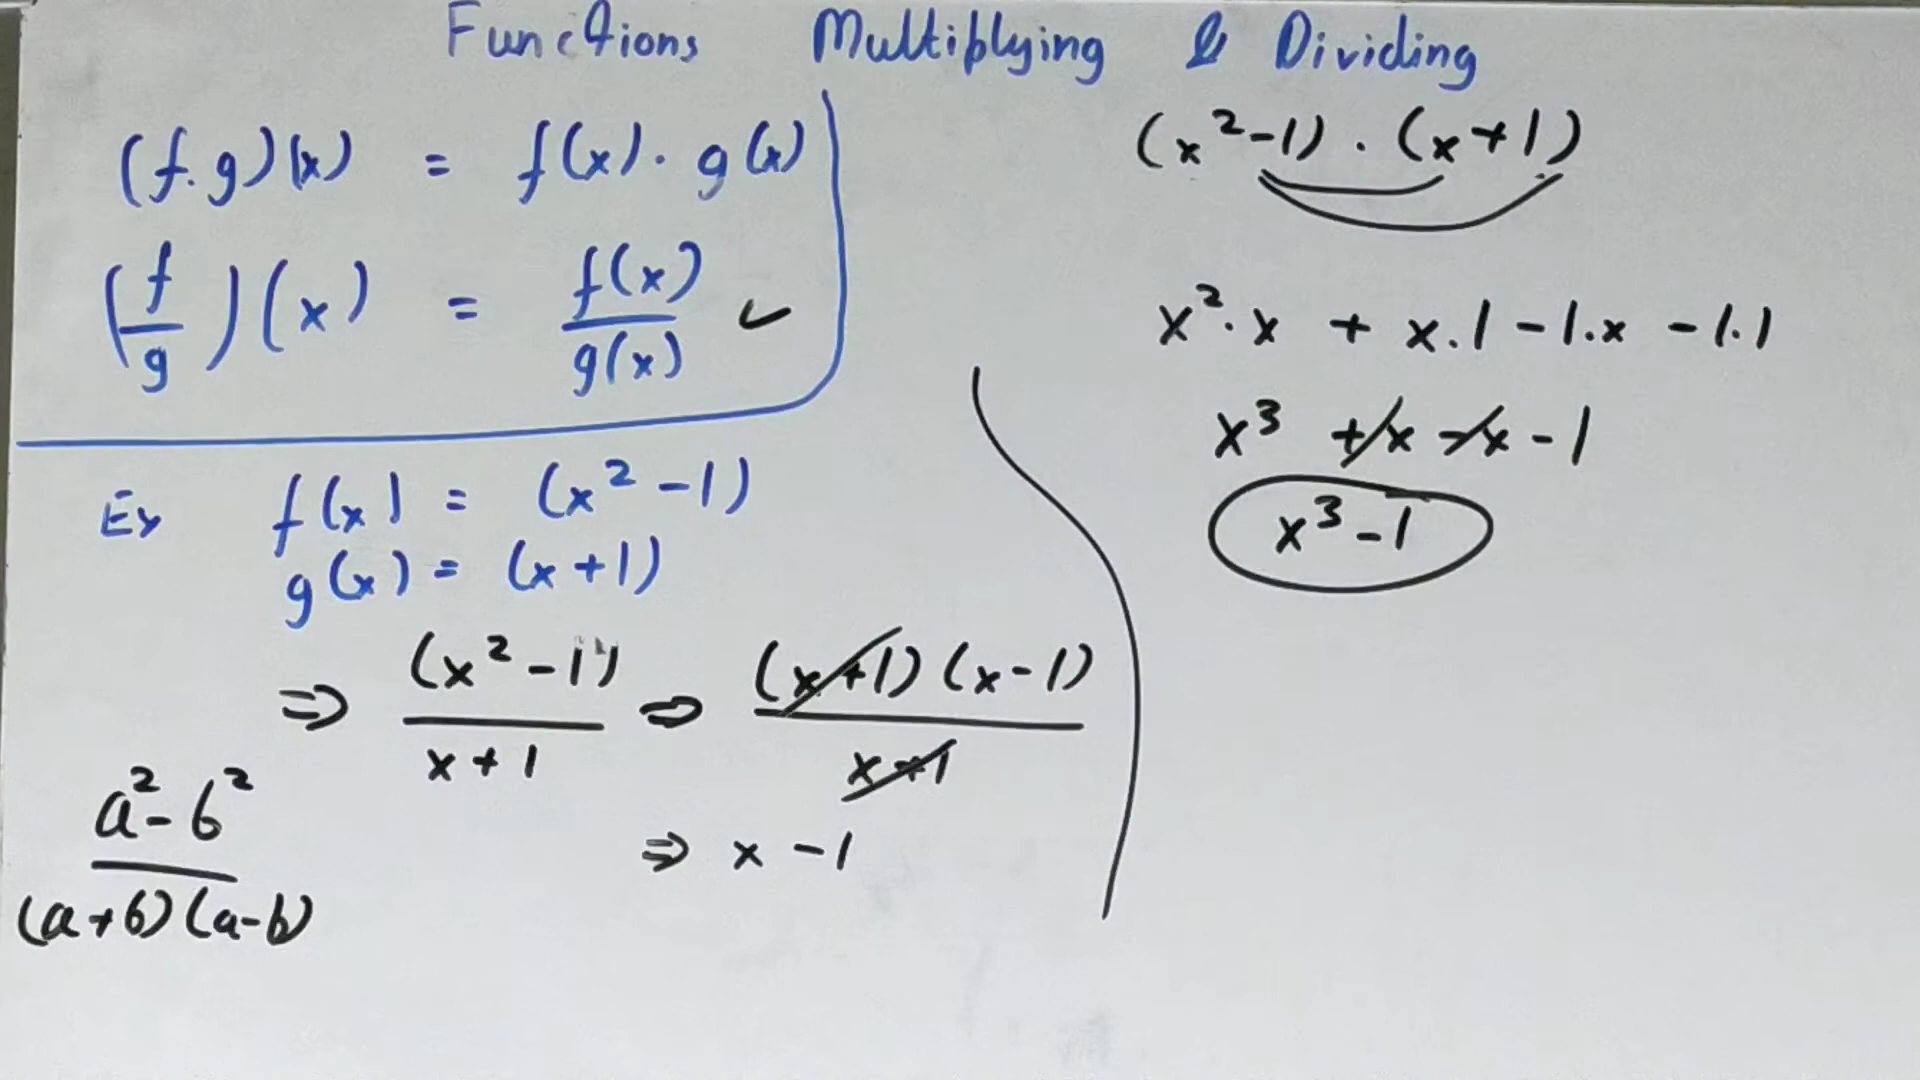 Functions Multiplying & Dividing
(f.g)(x) = f(x) . g(x)
(f/g)(x) = f(x)/g(x) ✓
Ex f(x) = (x² -1)
g(x) = (x+1)
⇒ (x² -1)/x+1 ⇒ (x+1)(x-1)/x+1
⇒ x -1
a²-b²
(a+b)(a-b)
(x²-1) . (x+1)
x².x + x.1 -1.x -1.1
x³ +x -x -1
x³-1